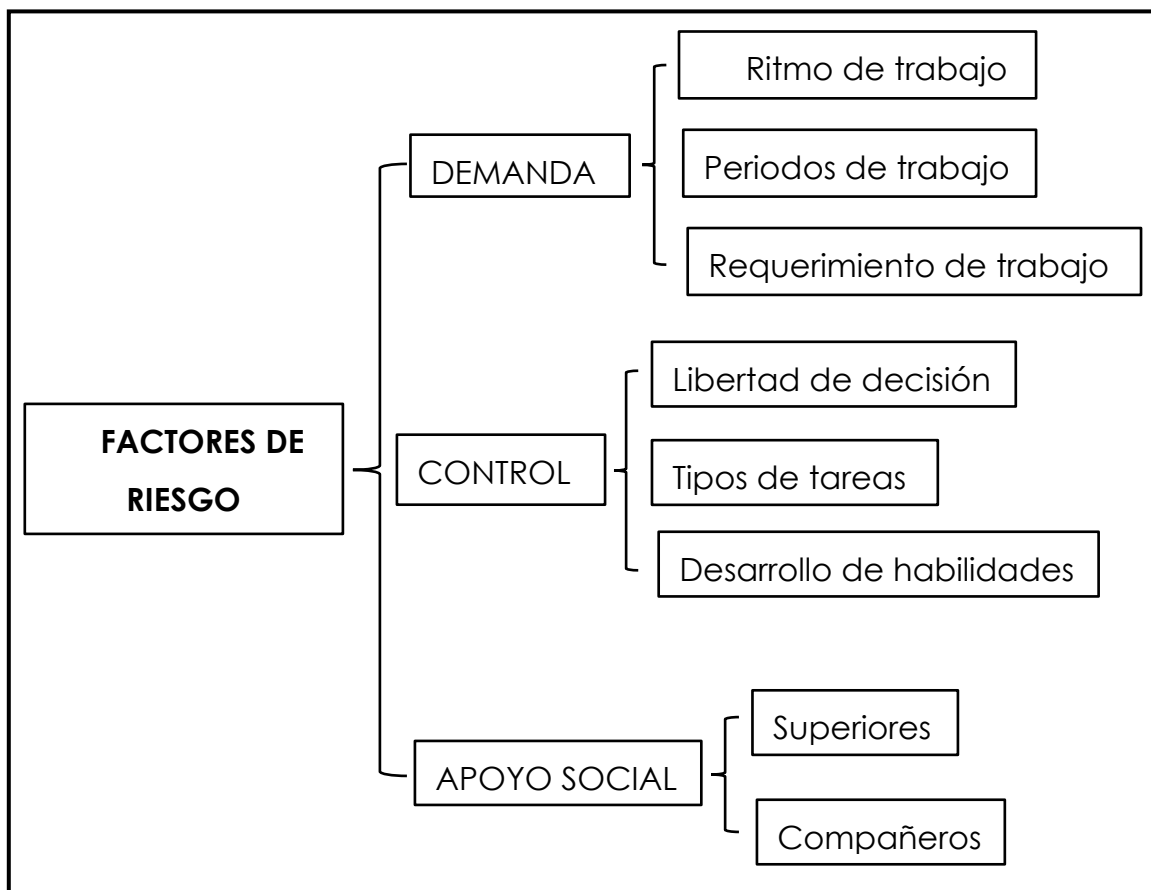 FACTORES DE
RIESGO
DEMANDA
Ritmo de trabajo
Periodos de trabajo
Requerimiento de trabajo
CONTROL
Libertad de decisión
Tipos de tareas
Desarrollo de habilidades
APOYO SOCIAL
Superiores
Compañeros